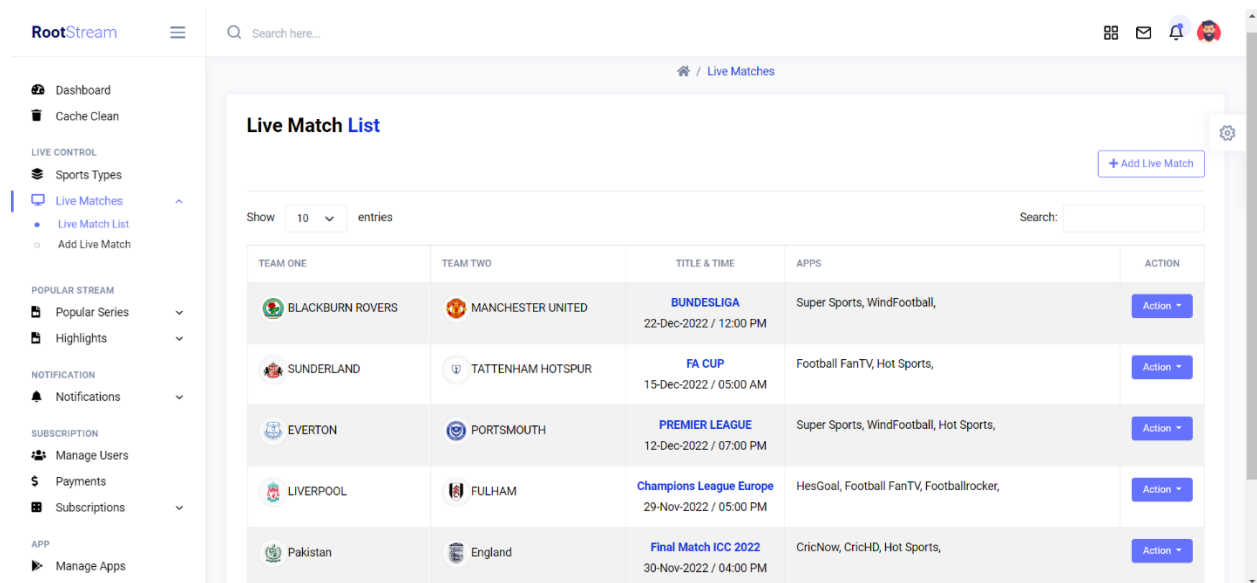 RootStream
Search here...
/ Live Matches
Dashboard
Cache Clean
LIVE CONTROL
Sports Types
Live Matches
Live Match List
Add Live Match
POPULAR STREAM
Popular Series
Highlights
NOTIFICATION
Notifications
SUBSCRIPTION
Manage Users
$ Payments
Subscriptions
APP
Manage Apps
Live Match List
+ Add Live Match
Show 10 entries
Search:
TEAM ONE TEAM TWO TITLE & TIME APPS ACTION
BLACKBURN ROVERS MANCHESTER UNITED BUNDESLIGA Super Sports, WindFootball, Action
22-Dec-2022 / 12:00 PM
SUNDERLAND TATTENHAM HOTSPUR FA CUP Football FanTV, Hot Sports, Action
15-Dec-2022 / 05:00 AM
EVERTON PORTSMOUTH PREMIER LEAGUE Super Sports, WindFootball, Hot Sports, Action
12-Dec-2022 / 07:00 PM
LIVERPOOL FULHAM Champions League Europe HesGoal, Football FanTV, Footballrocker, Action
29-Nov-2022 / 05:00 PM
Pakistan England Final Match ICC 2022 CricNow, CricHD, Hot Sports, Action
30-Nov-2022 / 04:00 PM